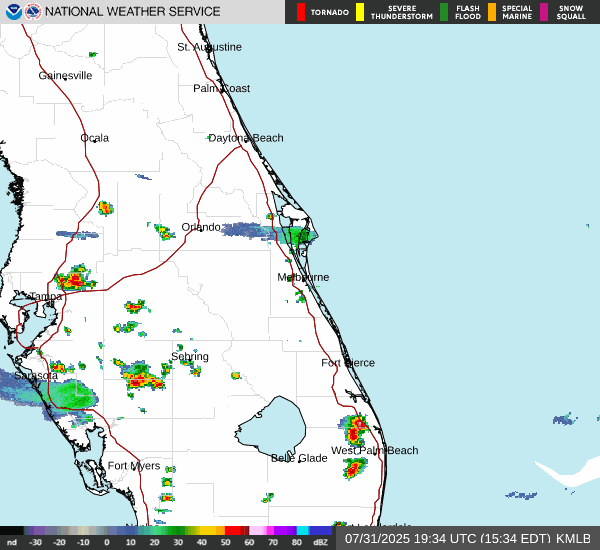 NOAA
NATIONAL WEATHER SERVICE
TORNADO
SEVERE THUNDERSTORM
FLASH FLOOD
SPECIAL MARINE
SNOW SQUALL
St. Augustine
Gainesville
Palm Coast
Ocala
Daytona Beach
Orlando
Melbourne
Tampa
Sebring
Fort Pierce
Sarasota
West Palm Beach
Belle Glade
Fort Myers
nd -30 -20 -10 0 10 20 30 40 50 60 70 80 dBZ
07/31/2025 19:34 UTC (15:34 EDT) KMLB